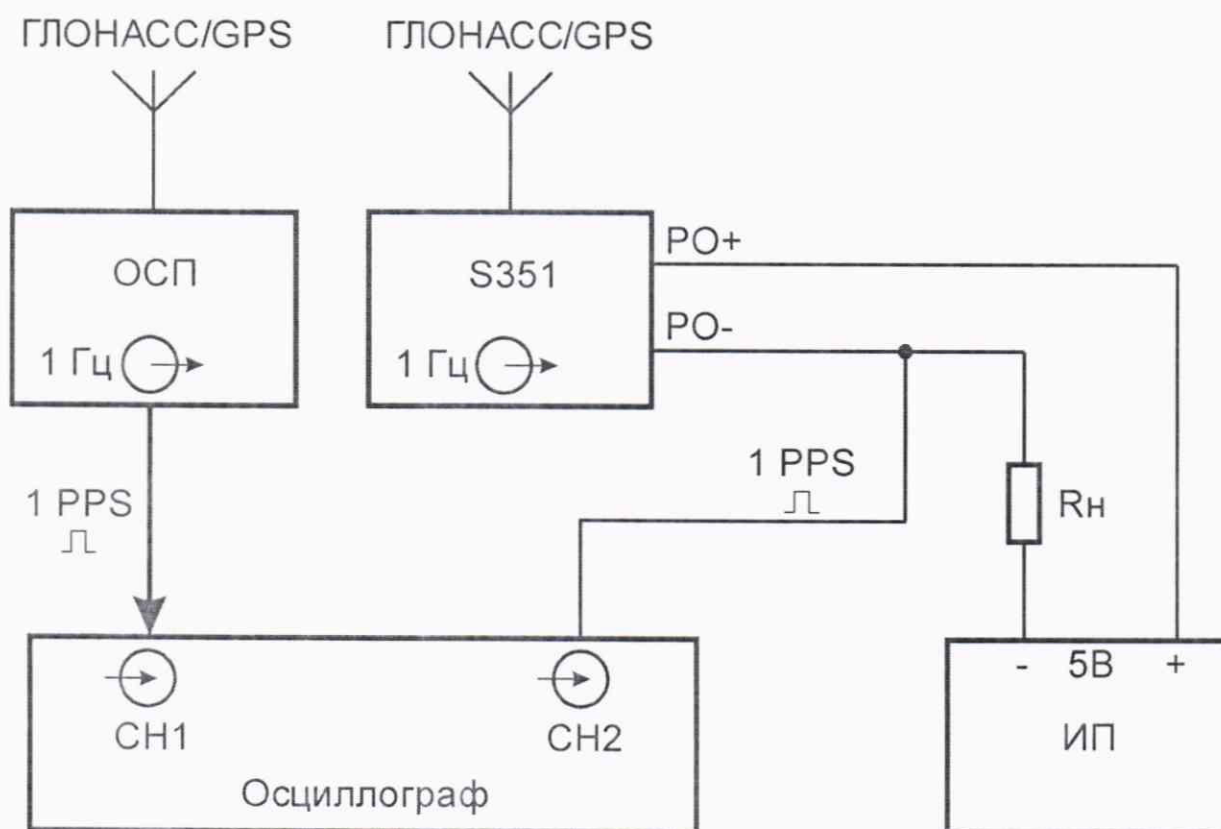 ГЛОНАСС/GPS
ГЛОНАСС/GPS
ОСП
1 Гц
S351
1 Гц
PO+
PO-
1 PPS
1 PPS
Rн
CH1
CH2
Осциллограф
- 5В +
ИП